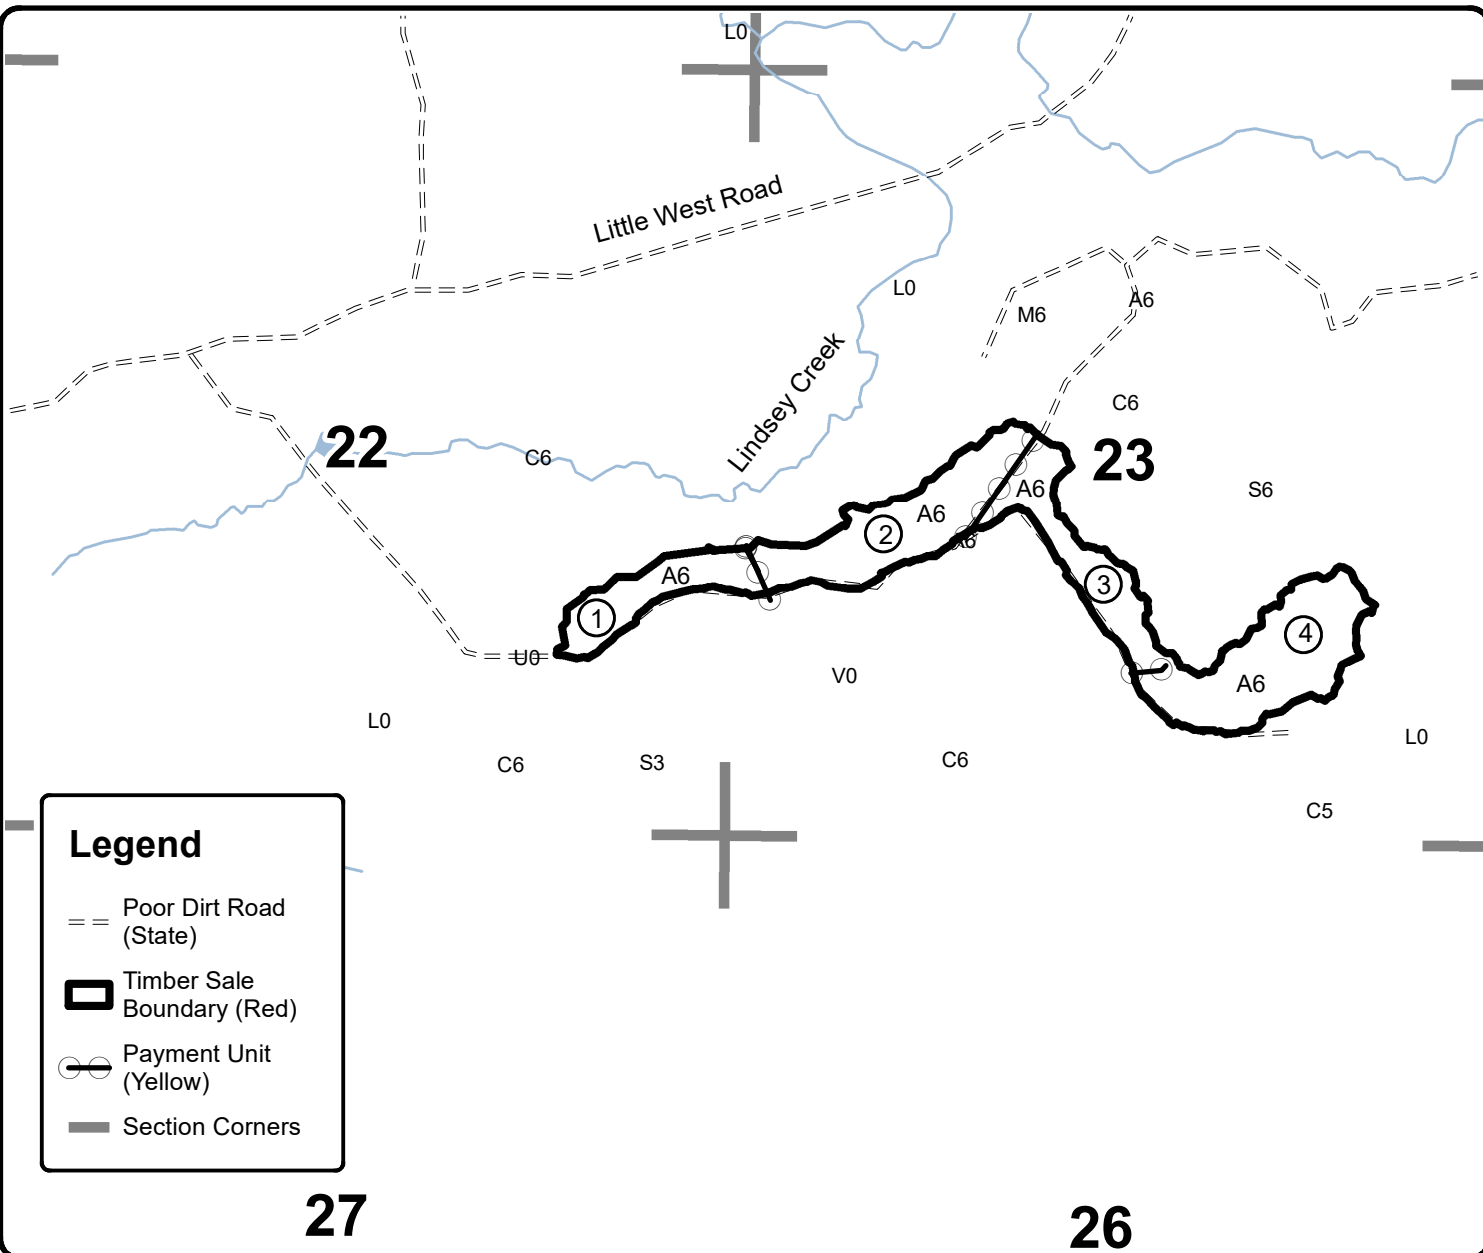 L0
Little West Road
L0
M6
A6
Lindsey Creek
C6
22
C6
23
S6
A6
A6
2
A6
A6
3
1
4
U0
V0
A6
L0
L0
C6
S3
C6
C5
Legend
Poor Dirt Road
(State)
Timber Sale
Boundary (Red)
Payment Unit
(Yellow)
Section Corners
27
26